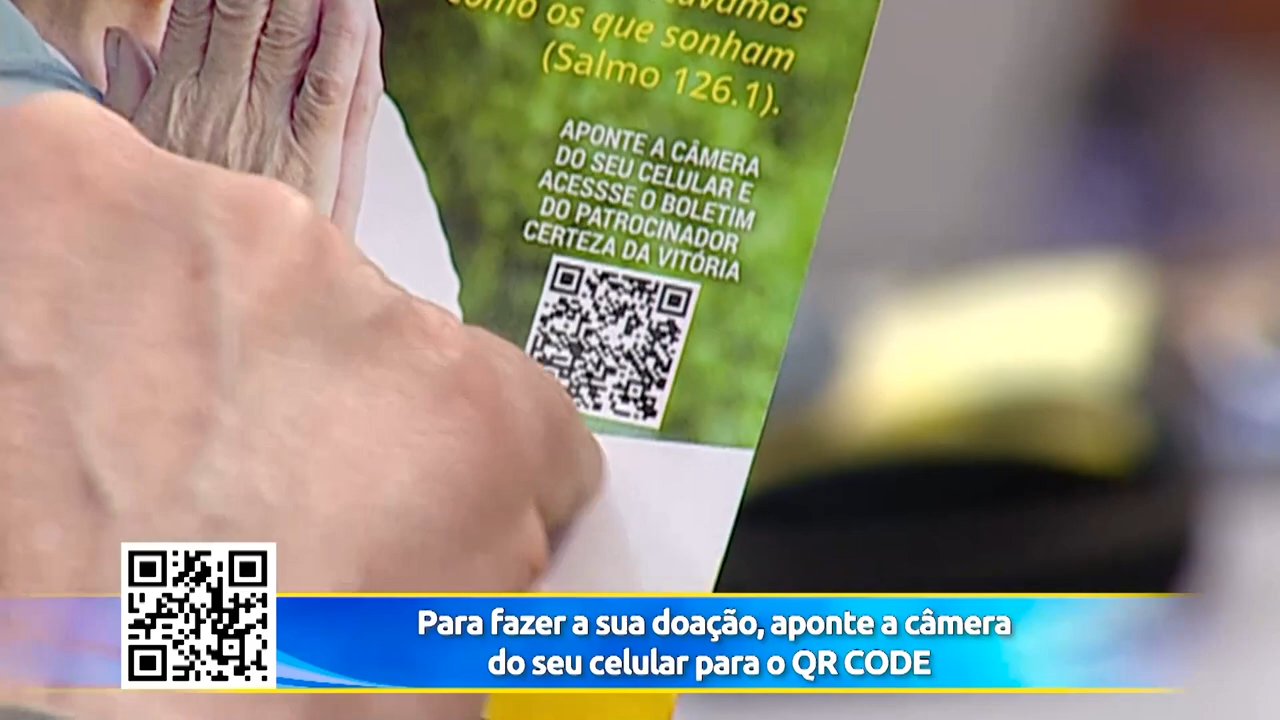 távamos
como os que sonham
(Salmo 126.1).
APONTE A CÂMERA
DO SEU CELULAR E
ACESSSE O BOLETIM
DO PATROCINADOR
CERTEZA DA VITÓRIA
Para fazer a sua doação, aponte a câmera
do seu celular para o QR CODE